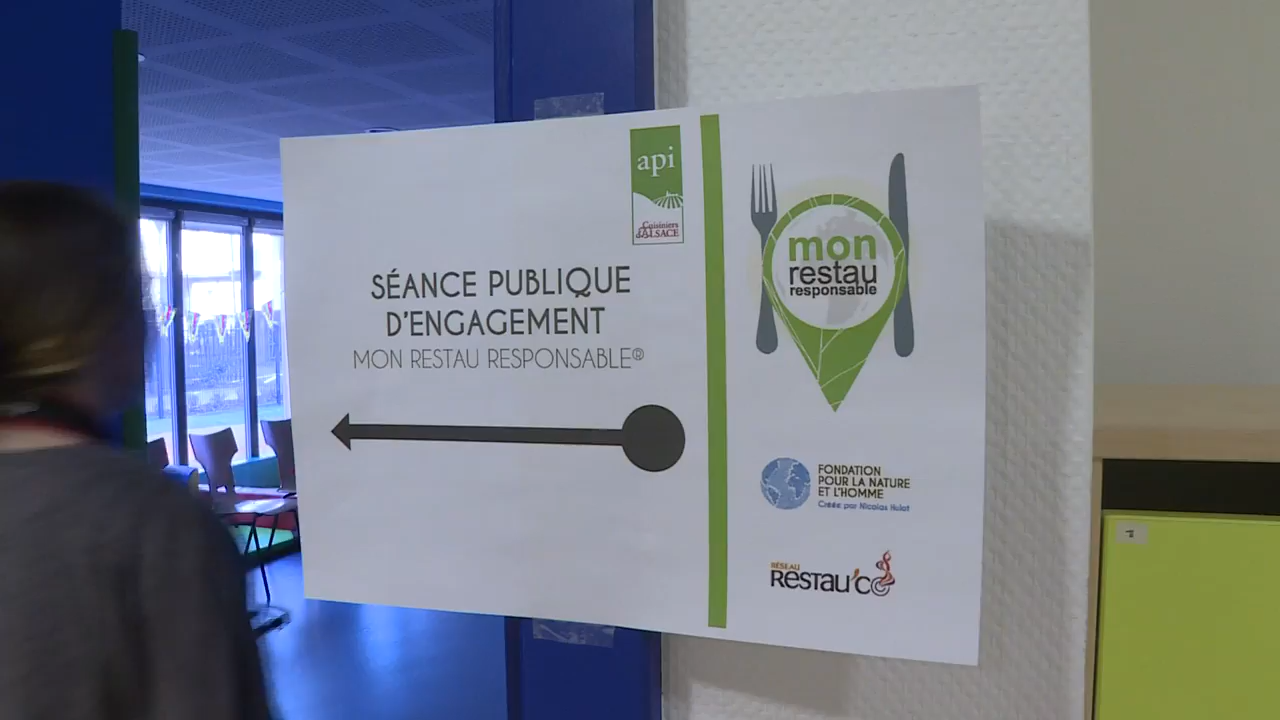 api
Cuisiniers
d'ALSACE
SÉANCE PUBLIQUE
D'ENGAGEMENT
MON RESTAU RESPONSABLE®
mon
restau
responsable
FONDATION
POUR LA NATURE
ET L'HOMME
Créée par Nicolas Hulot
RÉSEAU
RESTAU'CO